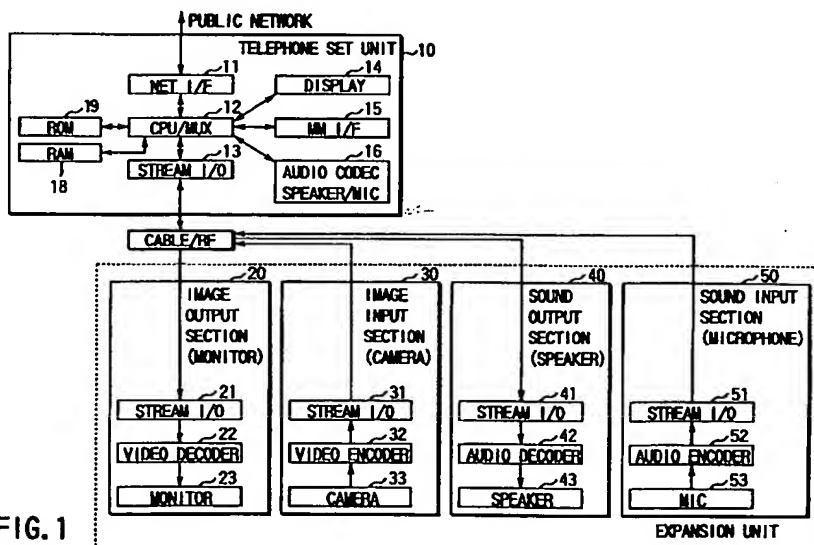 PUBLIC NETWORK
TELEPHONE SET UNIT
10
11
NET I/F
14
DISPLAY
19
ROM
12
CPU/MUX
15
MM I/F
RAM
18
13
STREAM I/O
16
AUDIO CODEC
SPEAKER/MIC
CABLE/RF
20
IMAGE
OUTPUT
SECTION
(MONITOR)
21
STREAM I/O
22
VIDEO DECODER
23
MONITOR
30
IMAGE
INPUT
SECTION
(CAMERA)
31
STREAM I/O
32
VIDEO ENCODER
33
CAMERA
40
SOUND
OUTPUT
SECTION
(SPEAKER)
41
STREAM I/O
42
AUDIO DECODER
43
SPEAKER
50
SOUND INPUT
SECTION
(MICROPHONE)
51
STREAM I/O
52
AUDIO ENCODER
53
MIC
EXPANSION UNIT
FIG.1